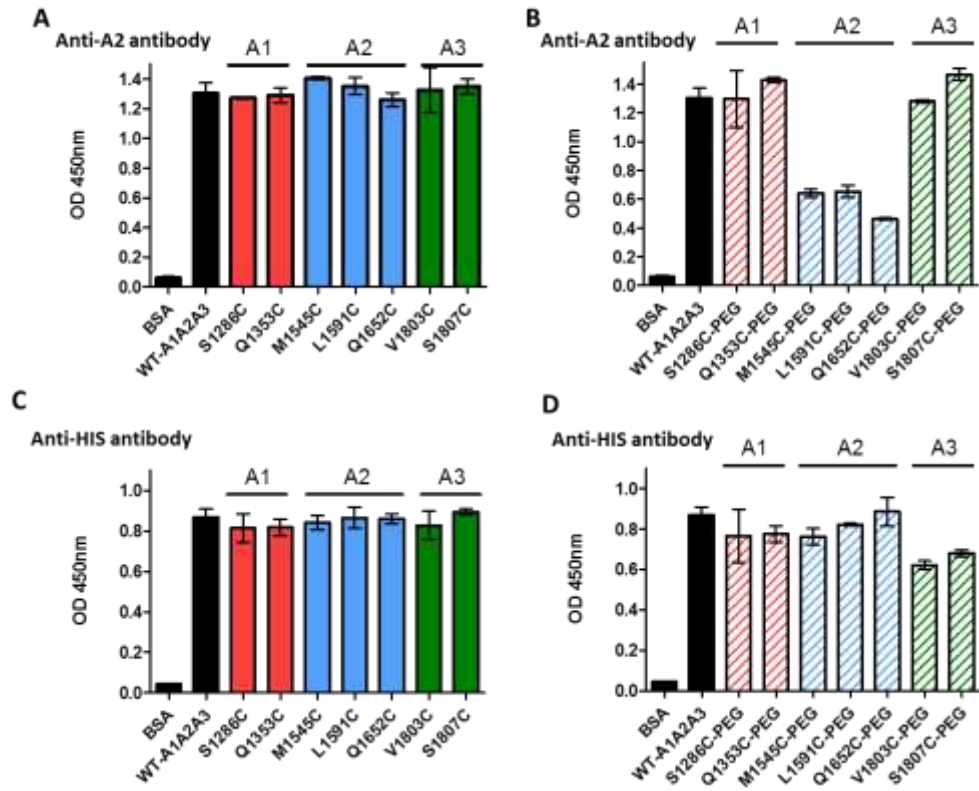 A
Anti-A2 antibody
A1 A2 A3
OD 450nm
1.4
1.2
1.0
0.8
0.6
0.4
0.2
0.0
BSA
WT-A1A2A3
S1286C
Q1353C
M1545C
L1591C
Q1652C
V1803C
S1807C
B
Anti-A2 antibody
A1 A2 A3
OD 450nm
1.4
1.2
1.0
0.8
0.6
0.4
0.2
0.0
BSA
WT-A1A2A3
S1286C-PEG
Q1353C-PEG
M1545C-PEG
L1591C-PEG
Q1652C-PEG
V1803C-PEG
S1807C-PEG
C
Anti-HIS antibody
A1 A2 A3
OD 450nm
1.0
0.8
0.6
0.4
0.2
0.0
BSA
WT-A1A2A3
S1286C
Q1353C
M1545C
L1591C
Q1652C
V1803C
S1807C
D
Anti-HIS antibody
A1 A2 A3
OD 450nm
1.0
0.8
0.6
0.4
0.2
0.0
BSA
WT-A1A2A3
S1286C-PEG
Q1353C-PEG
M1545C-PEG
L1591C-PEG
Q1652C-PEG
V1803C-PEG
S1807C-PEG